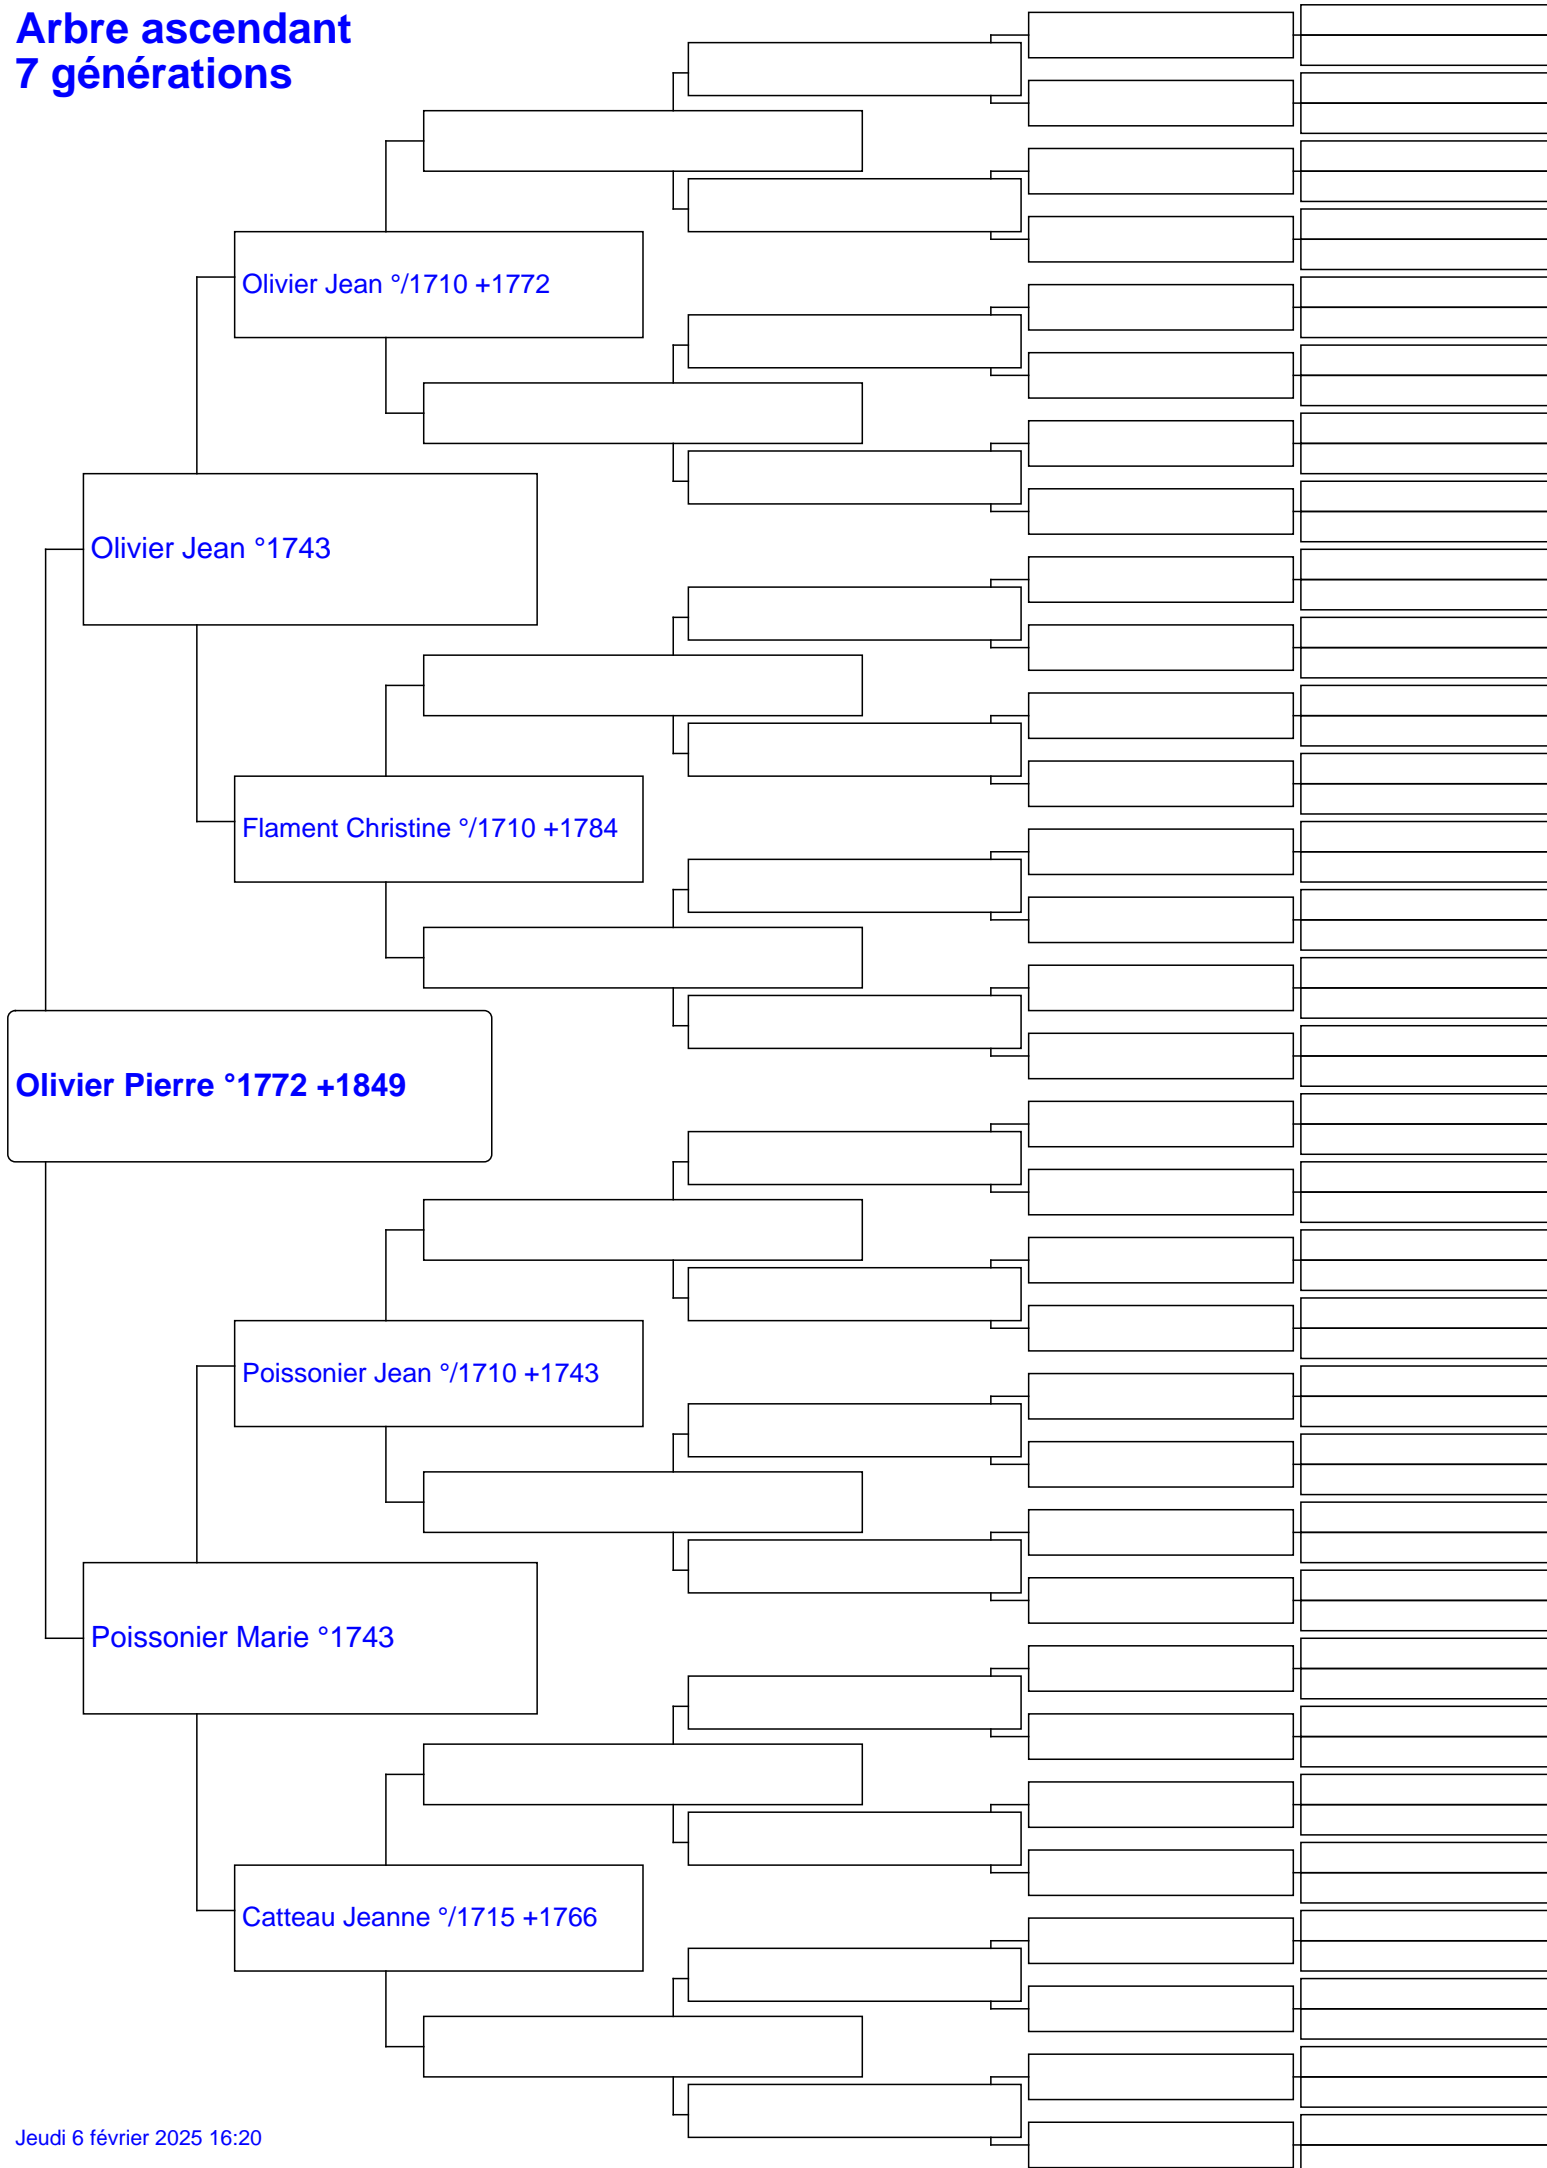 Arbre ascendant
7 générations
Olivier Jean °/1710 +1772
Olivier Jean °1743
Flament Christine °/1710 +1784
Olivier Pierre °1772 +1849
Poissonier Jean °/1710 +1743
Poissonier Marie °1743
Catteau Jeanne °/1715 +1766
Jeudi 6 février 2025 16:20